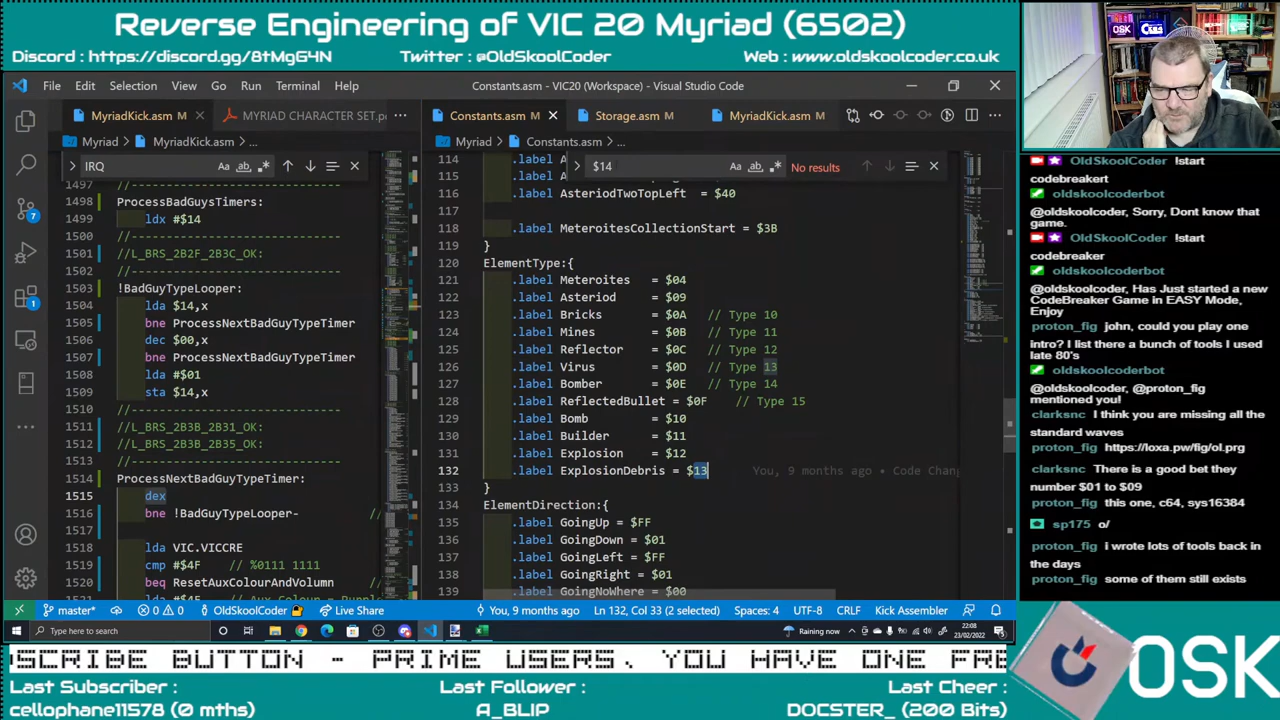 Reverse Engineering of VIC 20 Myriad (6502)
Discord : https://discord.gg/8tMgG4N
Twitter : @OldSkoolCoder
Web : www.oldskoolcoder.co.uk
File Edit Selection View Go Run Terminal Help
Constants.asm - VIC20 (Workspace) - Visual Studio Code
MyriadKick.asm M
MYRIAD CHARACTER SET.p
Constants.asm M
Storage.asm M
MyriadKick.asm M
Myriad > MyriadKick.asm > ...
Myriad > Constants.asm > ...
IRQ
Aa ab .*
$14
Aa ab .*
No results
1497 //------------------------------------
1498 ProcessBadGuysTimers:
1499 ldx #$14
1500 //------------------------------------
1501 //L_BRS_2B2F_2B3C_OK:
1502 //------------------------------------
1503 !BadGuyTypeLooper:
1504 lda $14,x
1505 bne ProcessNextBadGuyTypeTimer
1506 dec $00,x
1507 bne ProcessNextBadGuyTypeTimer
1508 lda #$01
1509 sta $14,x
1510 //------------------------------------
1511 //L_BRS_2B3B_2B31_OK:
1512 //L_BRS_2B3B_2B35_OK:
1513 //------------------------------------
1514 ProcessNextBadGuyTypeTimer:
1515 dex
1516 bne !BadGuyTypeLooper- //
1517
1518 lda VIC.VICCRE
1519 cmp #$4F // %0111 1111
1520 beq ResetAuxColourAndVolumn /
114 .label A
115 .label A
116 .label AsteriodTwoTopLeft = $40
117
118 .label MeteroitesCollectionStart = $3B
119 }
120 ElementType:{
121 .label Meteroites = $04
122 .label Asteriod = $09
123 .label Bricks = $0A // Type 10
124 .label Mines = $0B // Type 11
125 .label Reflector = $0C // Type 12
126 .label Virus = $0D // Type 13
127 .label Bomber = $0E // Type 14
128 .label ReflectedBullet = $0F // Type 15
129 .label Bomb = $10
130 .label Builder = $11
131 .label Explosion = $12
132 .label ExplosionDebris = $13 You, 9 months ago • Code Chan
133 }
134 ElementDirection:{
135 .label GoingUp = $FF
136 .label GoingDown = $01
137 .label GoingLeft = $FF
138 .label GoingRight = $01
139 .label GoingNoWhere = $00
7
1
master*
0 0
OldSkoolCoder
Live Share
You, 9 months ago
Ln 132, Col 33 (2 selected)
Spaces: 4
UTF-8
CRLF
Kick Assembler
Type here to search
Raining now
22:08
23/02/2022
OldSkoolCoder !start
codebreakert
oldskoolcoderbot
@oldskoolcoder, Sorry, Dont know that
game.
OldSkoolCoder !start
codebreaker
oldskoolcoderbot
@oldskoolcoder, Has Just started a new
CodeBreaker Game in EASY Mode,
Enjoy
proton_fig john, could you play one
intro? I list there a bunch of tools I used
late 80's
oldskoolcoderbot
@oldskoolcoder, @proton_fig
mentioned you!
clarksnc I think you are missing all the
standard waves
proton_fig https://loxa.pw/fig/ol.prg
clarksnc There is a good bet they
number $01 to $09
proton_fig this one, c64, sys16384
sp175 o/
proton_fig i wrote lots of tools back in
the days
proton_fig some of them still exists
SCRIBE BUTTON - PRIME USERS, YOU HAVE ONE FRE
OSK
Last Subscriber :
cellophane11578 (0 mths)
Last Follower :
A_BLIP
Last Cheer :
DOCSTER_ (200 Bits)